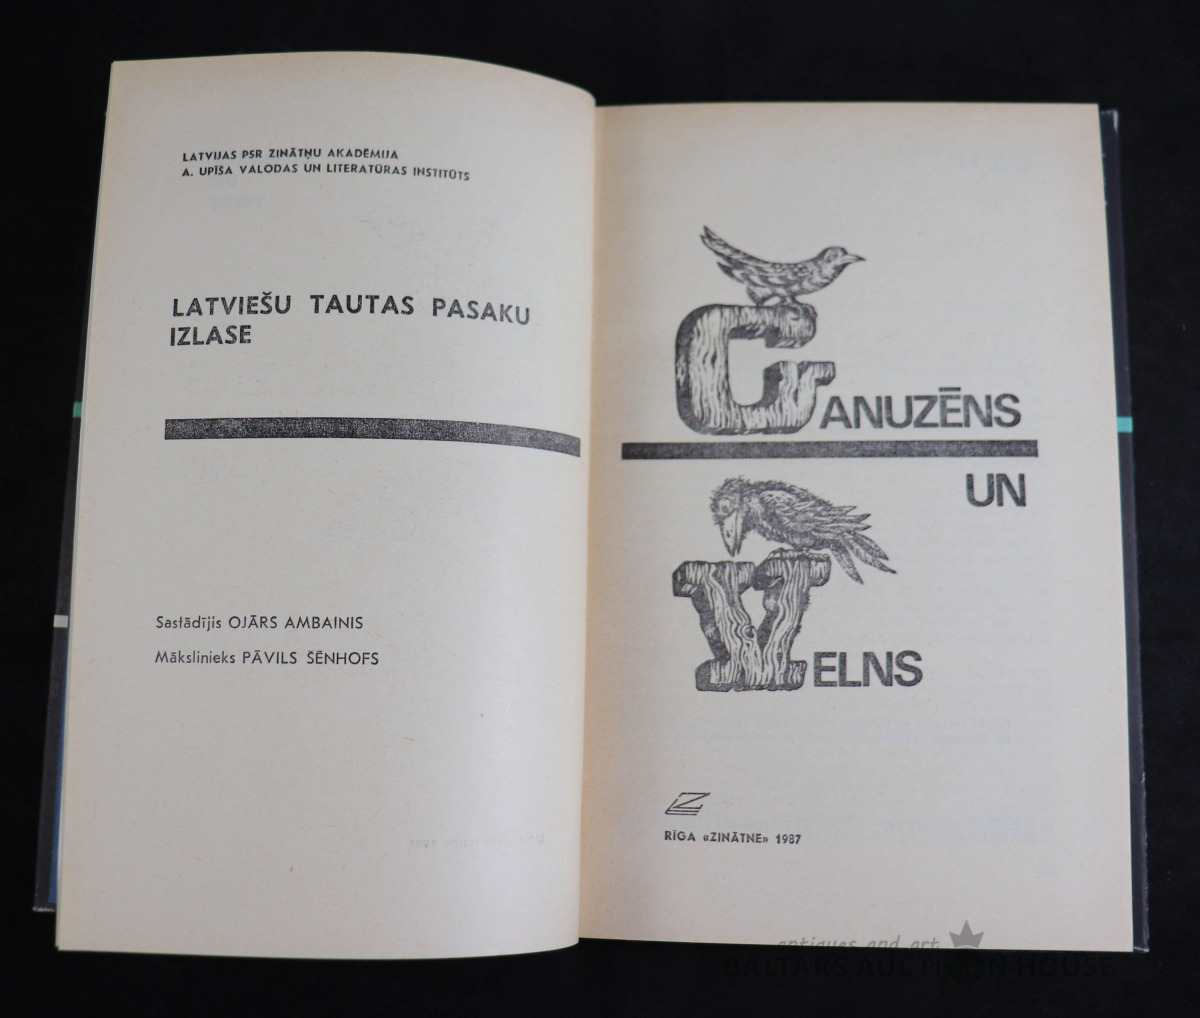 LATVIJAS PSR ZINĀTŅU AKADĒMIJA
A. UPĪŠA VALODAS UN LITERATŪRAS INSTITŪTS
LATVIEŠU TAUTAS PASAKU
IZLASE
Sastādījis OJĀRS AMBAINIS
Mākslinieks PĀVILS ŠĒNHOFS
GANUZĒNS
UN
VELNS
RĪGA «ZINĀTNE» 1987
antiques and art
BALTARS AUCTION HOUSE